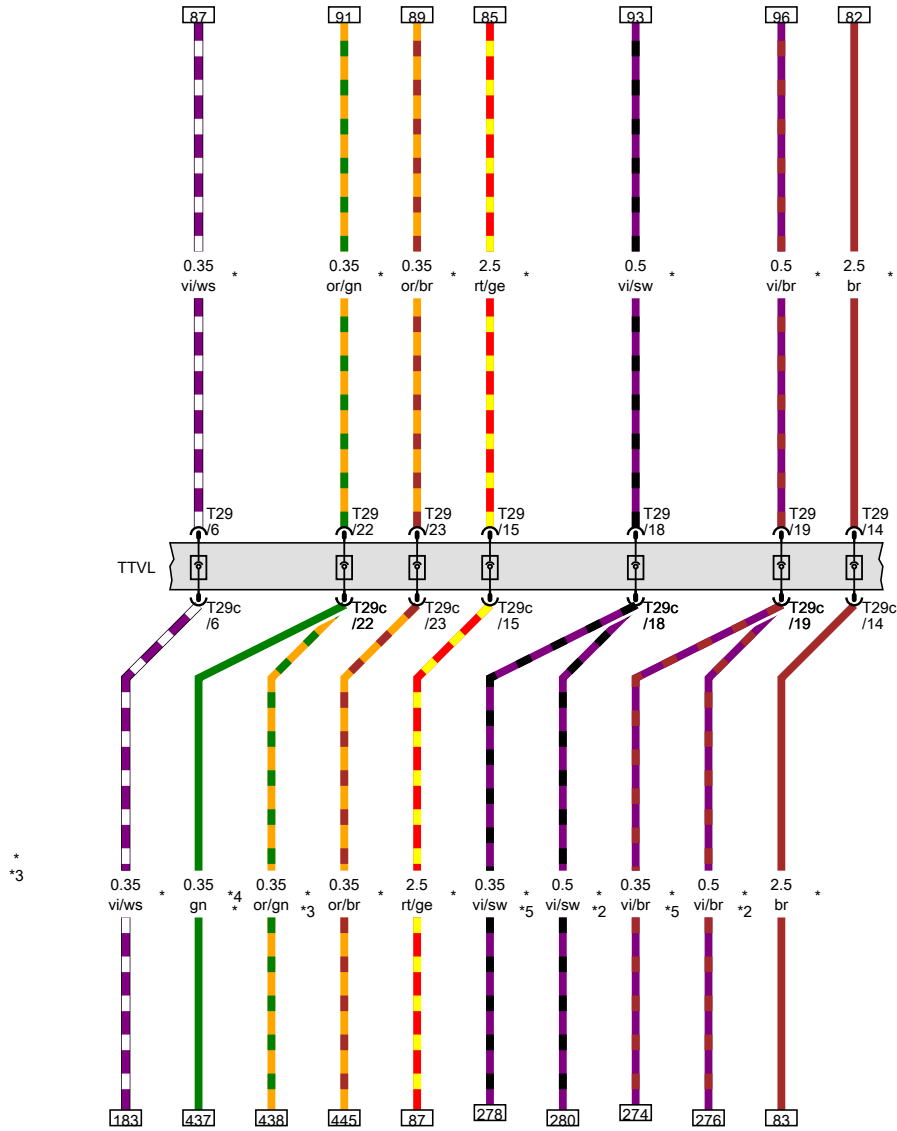 87 91 89 85 93 96 82
0.35 0.35 0.35 2.5 0.5 0.5 2.5
* * * * * * *
vi/ws or/gn or/br rt/ge vi/sw vi/br br
T29 T29 T29 T29 T29 T29 T29
/6 /22 /23 /15 /18 /19 /14
TTVL
T29c T29c T29c T29c T29c T29c T29c
/6 /22 /23 /15 /18 /19 /14
*
*3
0.35 0.35 0.35 0.35 2.5 0.35 0.5 0.35 0.5 2.5
* *4 * * * * * * * *
vi/ws gn or/gn or/br rt/ge vi/sw vi/sw vi/br vi/br br
* *3 *5 *2 *5 *2
183 437 438 445 87 278 280 274 276 83